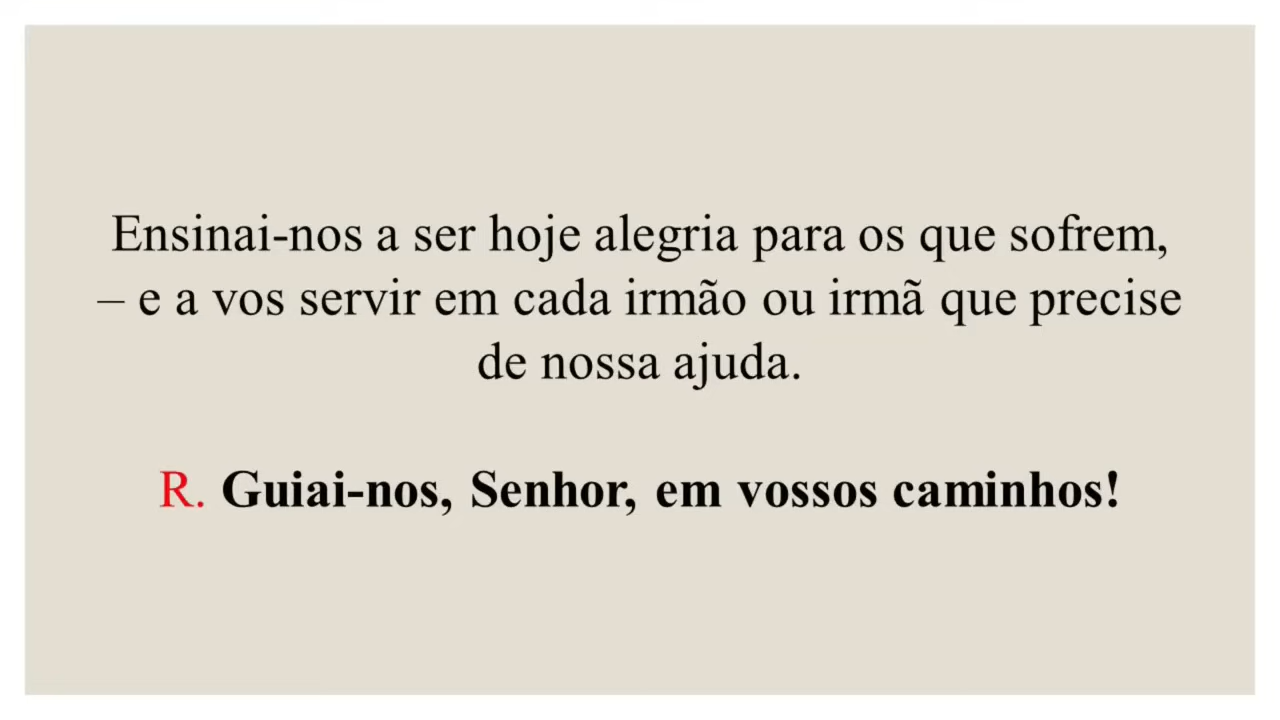 Ensinai-nos a ser hoje alegria para os que sofrem,
– e a vos servir em cada irmão ou irmã que precise
de nossa ajuda.
R. Guiai-nos, Senhor, em vossos caminhos!